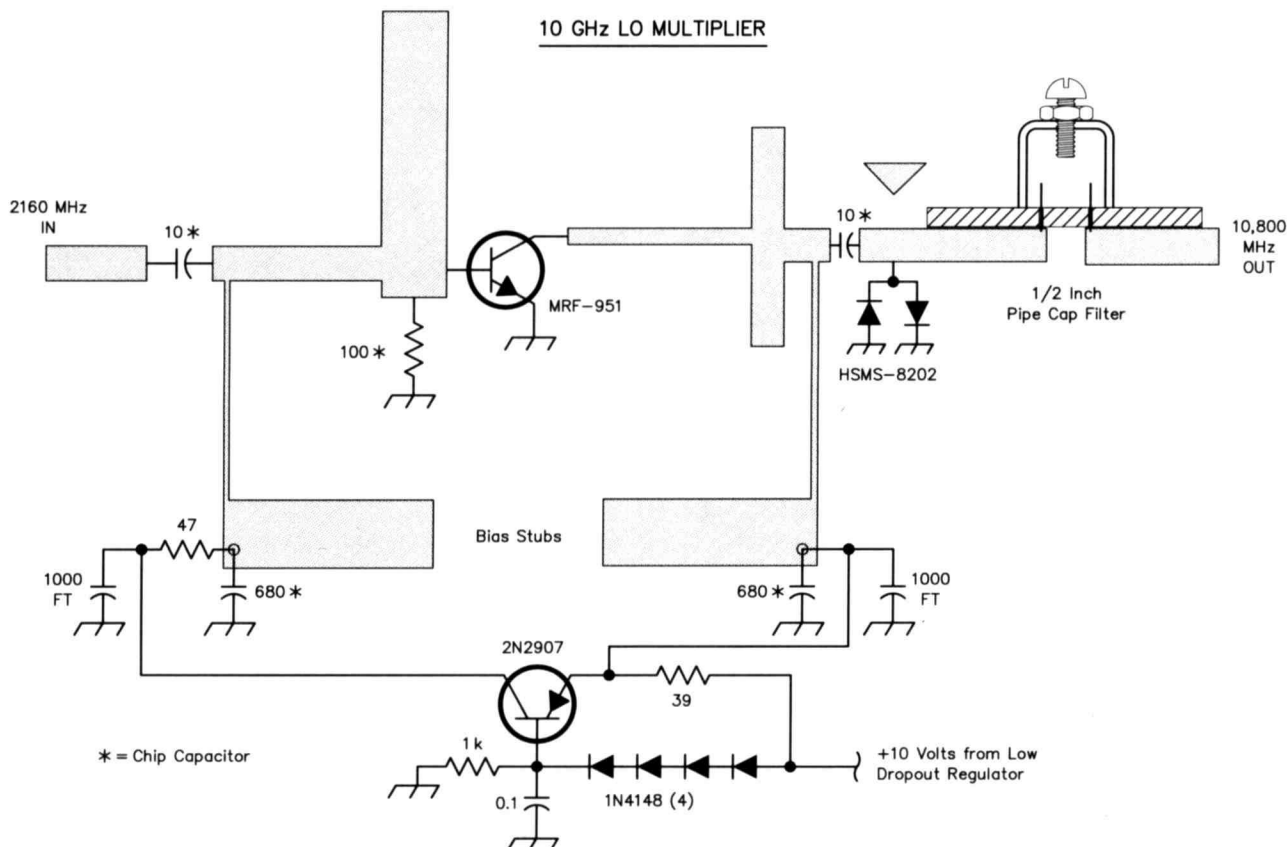 10 GHz LO MULTIPLIER
2160 MHz
IN
10*
MRF-951
100*
10*
HSMS-8202
10,800
MHz
OUT
1/2 Inch
Pipe Cap Filter
47
1000
FT
680*
Bias Stubs
680*
1000
FT
2N2907
39
* = Chip Capacitor
1k
0.1
1N4148 (4)
+10 Volts from Low
Dropout Regulator